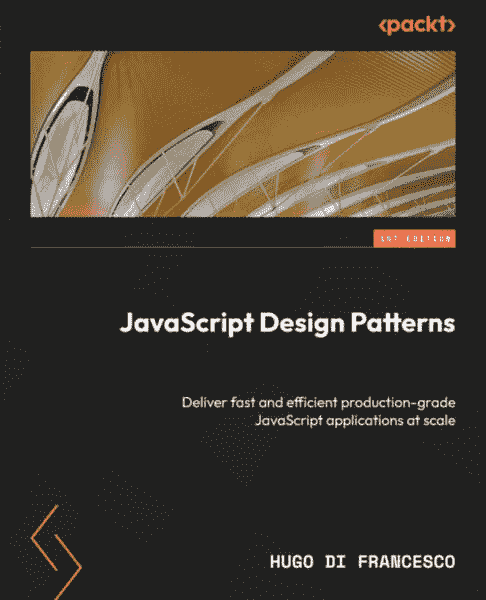 <packt>
1ST EDITION
JavaScript Design Patterns
Deliver fast and efficient production-grade
JavaScript applications at scale
HUGO DI FRANCESCO